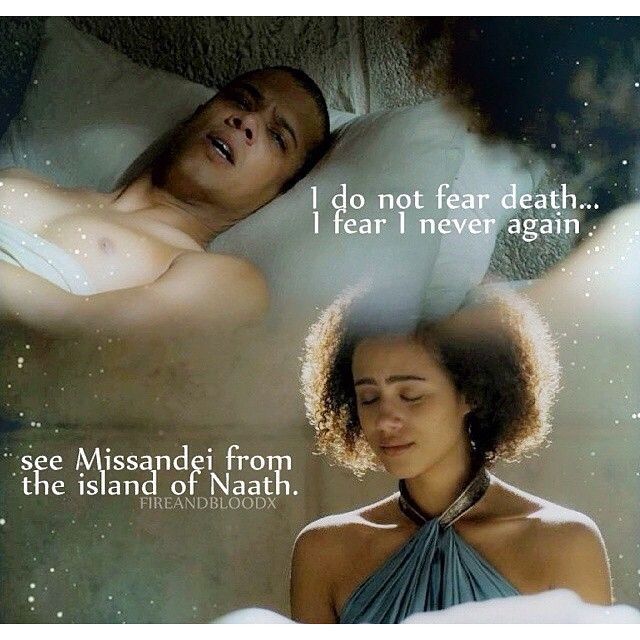 I do not fear death...
I fear I never again
see Missandei from
the island of Naath.
FIREANDBLOODX